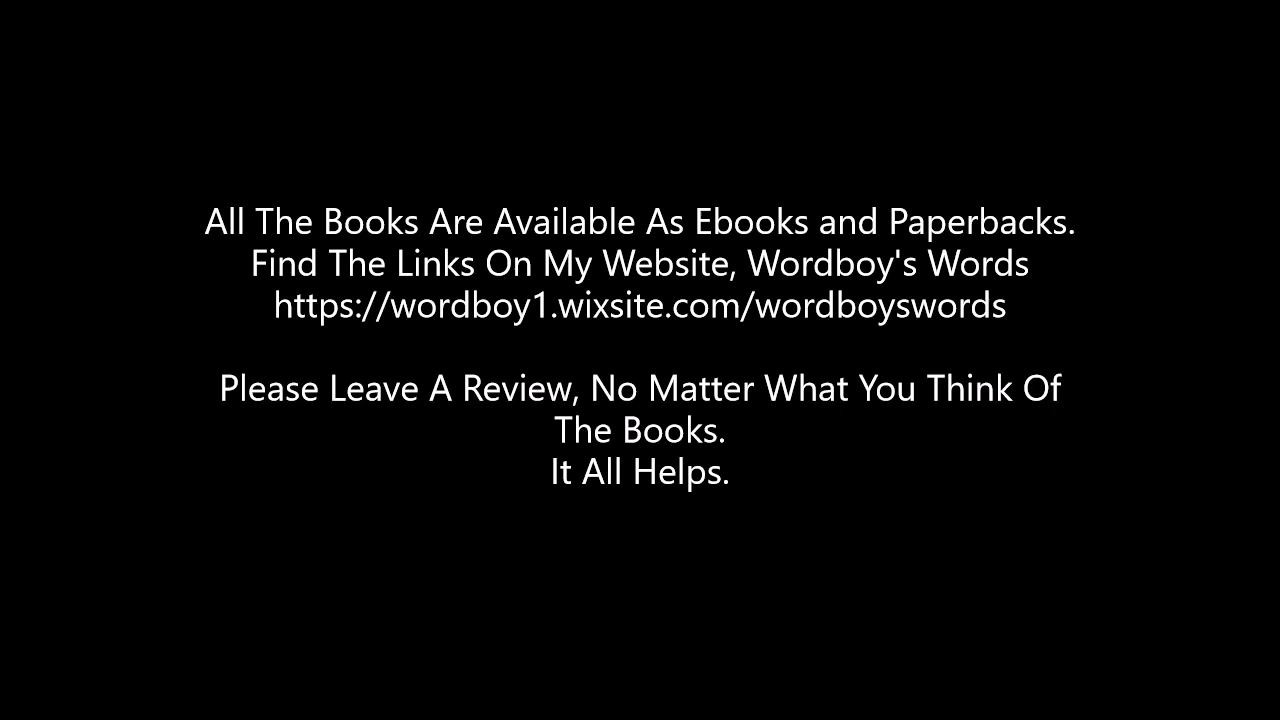 All The Books Are Available As Ebooks and Paperbacks.
Find The Links On My Website, Wordboy's Words
https://wordboy1.wixsite.com/wordboyswords
Please Leave A Review, No Matter What You Think Of
The Books.
It All Helps.